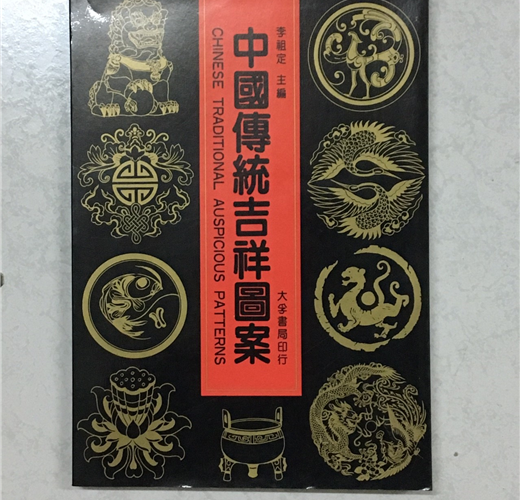 李祖定 主編
中國傳統吉祥圖案
CHINESE TRADITIONAL AUSPICIOUS PATTERNS
大孚書局印行